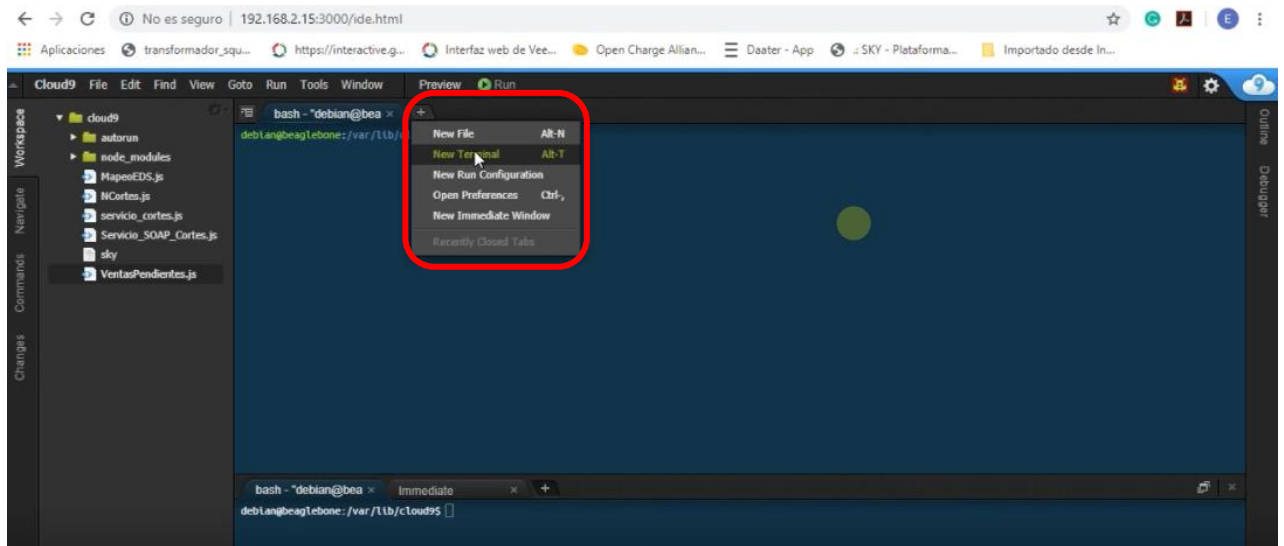 No es seguro | 192.168.2.15:3000/ide.html
Aplicaciones transformador_squ... https://interactive.g... Interfaz web de Vee... Open Charge Allian... Daater - App .: SKY - Plataforma... Importado desde In...
Cloud9 File Edit Find View Goto Run Tools Window Preview Run
Workspace
Navigate
Commands
Changes
cloud9
autorun
node_modules
MapeoEDS.js
NCortes.js
servicio_cortes.js
Servicio_SOAP_Cortes.js
sky
VentasPendientes.js
bash - "debian@bea × +
debian@beaglebone:/var/lib/cl
New File Alt-N
New Terminal Alt-T
New Run Configuration
Open Preferences Ctrl-,
New Immediate Window
Recently Closed Tabs
Outline
Debugger
bash - "debian@bea × Immediate × +
debian@beaglebone:/var/lib/cloud9$